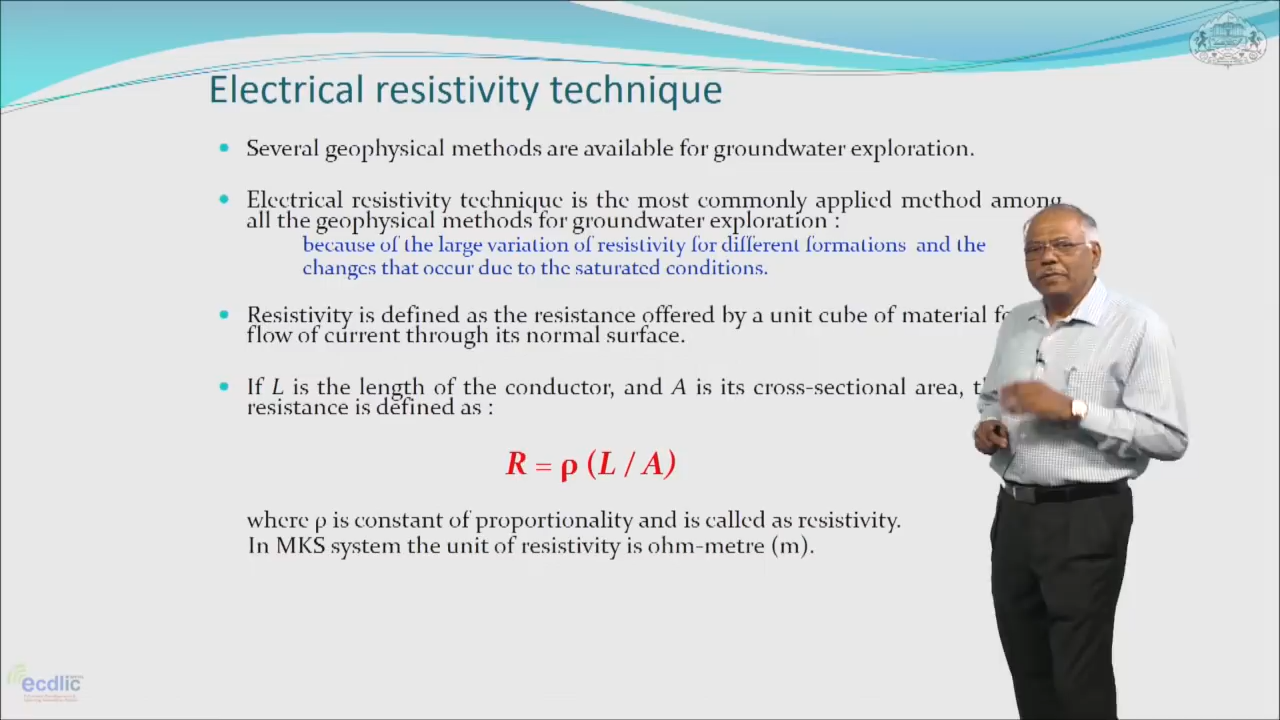 Electrical resistivity technique
Several geophysical methods are available for groundwater exploration.
Electrical resistivity technique is the most commonly applied method among
all the geophysical methods for groundwater exploration :
because of the large variation of resistivity for different formations and the
changes that occur due to the saturated conditions.
Resistivity is defined as the resistance offered by a unit cube of material
flow of current through its normal surface.
If L is the length of the conductor, and A is its cross-sectional area,
resistance is defined as :
R = ρ (L / A)
where ρ is constant of proportionality and is called as resistivity.
In MKS system the unit of resistivity is ohm-metre (m).
ecdlic